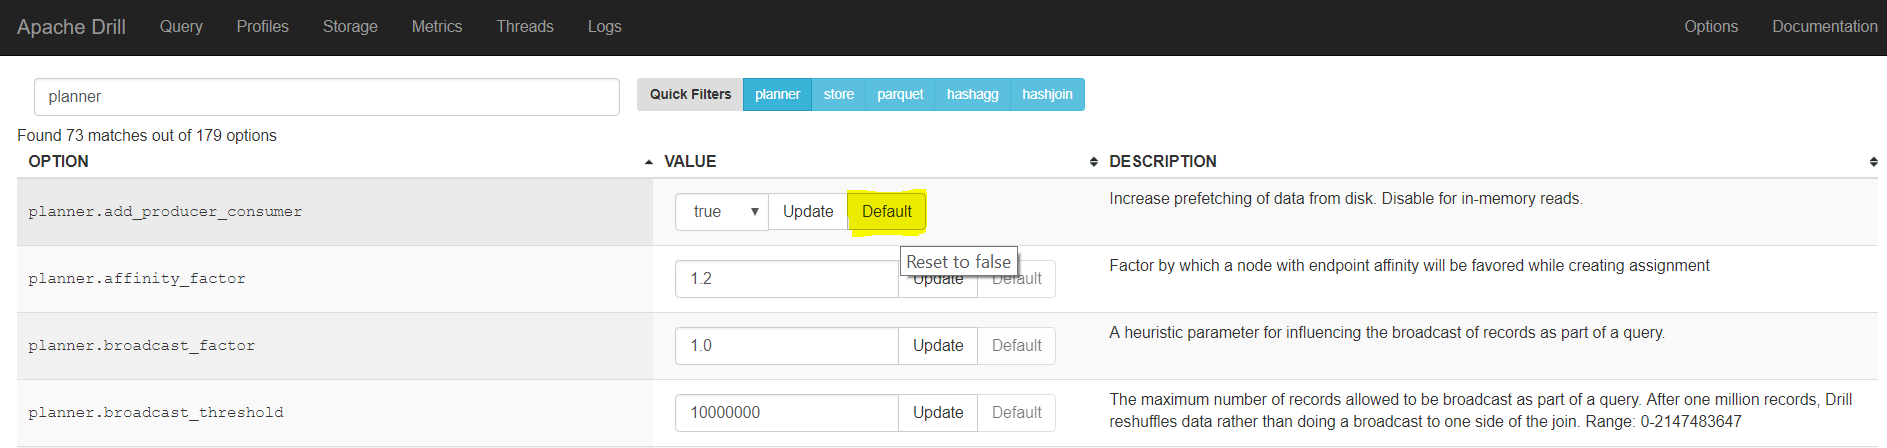 Apache Drill Query Profiles Storage Metrics Threads Logs Options Documentation
planner Quick Filters planner store parquet hashagg hashjoin
Found 73 matches out of 179 options
OPTION VALUE DESCRIPTION
planner.add_producer_consumer true Update Default Increase prefetching of data from disk. Disable for in-memory reads.
Reset to false
planner.affinity_factor 1.2 Update Default Factor by which a node with endpoint affinity will be favored while creating assignment
planner.broadcast_factor 1.0 Update Default A heuristic parameter for influencing the broadcast of records as part of a query.
planner.broadcast_threshold 10000000 Update Default The maximum number of records allowed to be broadcast as part of a query. After one million records, Drill
reshuffles data rather than doing a broadcast to one side of the join. Range: 0-2147483647